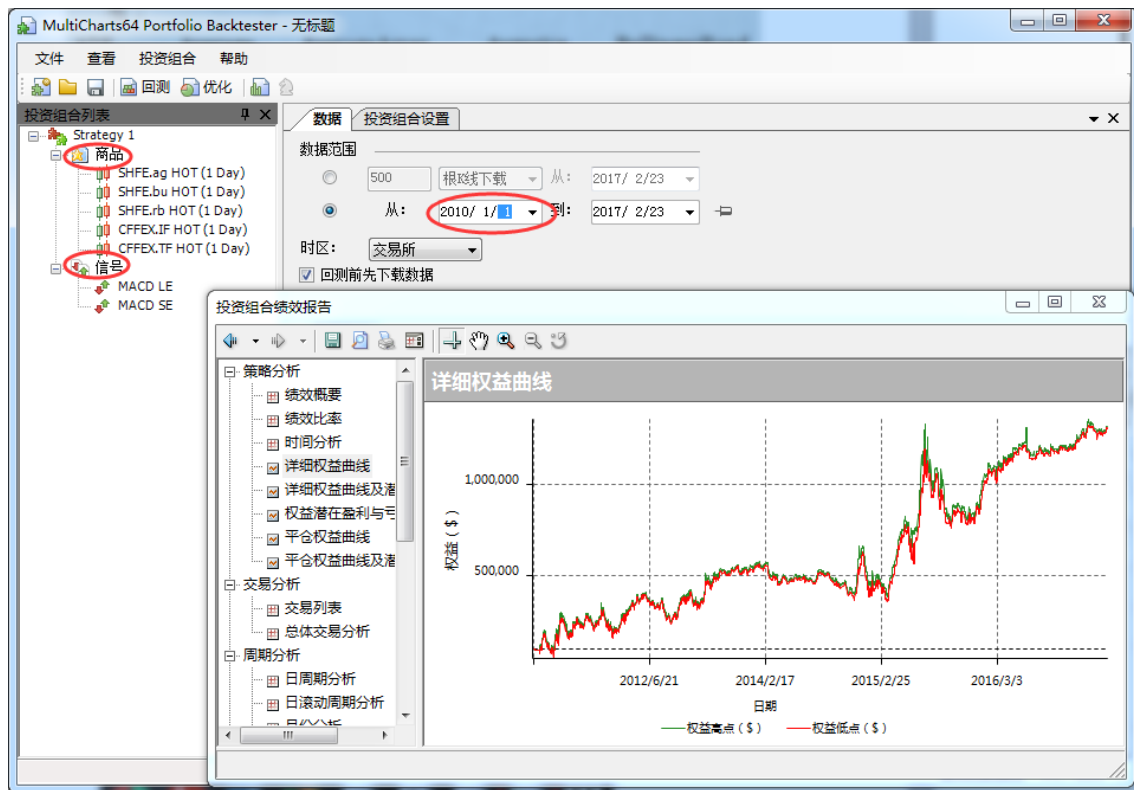 MultiCharts64 Portfolio Backtester - 无标题
文件 查看 投资组合 帮助
回测 优化
投资组合列表
Strategy 1
商品
SHFE.ag HOT (1 Day)
SHFE.bu HOT (1 Day)
SHFE.rb HOT (1 Day)
CFFEX.IF HOT (1 Day)
CFFEX.TF HOT (1 Day)
信号
MACD LE
MACD SE
数据 投资组合设置
数据范围
500 根K线下载 从: 2017/ 2/23
从: 2010/ 1/ 1 到: 2017/ 2/23
时区: 交易所
回测前先下载数据
投资组合绩效报告
策略分析
绩效概要
绩效比率
时间分析
详细权益曲线
详细权益曲线及潜
权益潜在盈利与亏
平仓权益曲线
平仓权益曲线及潜
交易分析
交易列表
总体交易分析
周期分析
日周期分析
日滚动周期分析
详细权益曲线
权益 ( $ )
1,000,000
500,000
2012/6/21 2014/2/17 2015/2/25 2016/3/3
日期
权益高点 ( $ ) 权益低点 ( $ )